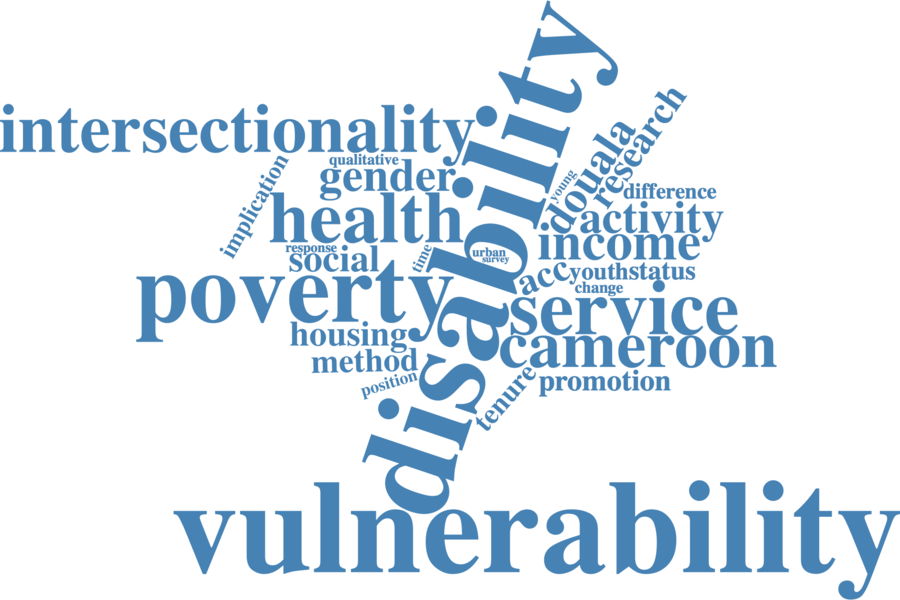 disability
intersectionality
research
douala
implication
qualitative
gender
young
difference
health
activity
income
response
social
time
urban
survey
acc
youth
status
poverty
change
service
housing
cameroon
method
position
tenure
promotion
vulnerability